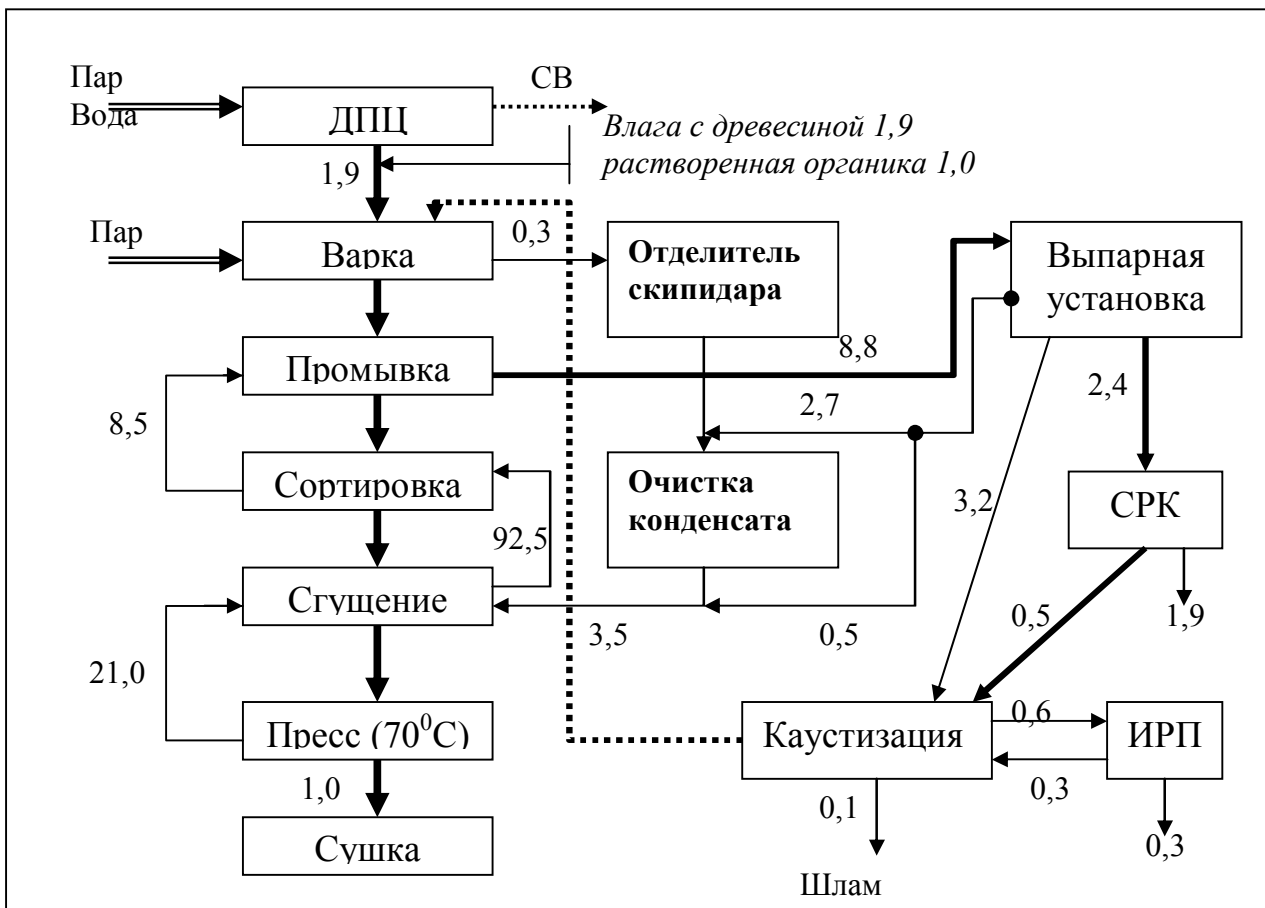 Пар
Вода
ДПЦ
СВ
Влага с древесиной 1,9
растворенная органика 1,0
1,9
Пар
Варка
0,3
Отделитель
скипидара
Выпарная
установка
8,8
Промывка
2,7
2,4
8,5
Сортировка
Очистка
конденсата
3,2
СРК
92,5
Сгущение
3,5
0,5
0,5
1,9
21,0
Пресс (70⁰С)
Каустизация
0,6
ИРП
1,0
0,1
0,3
0,3
Сушка
Шлам